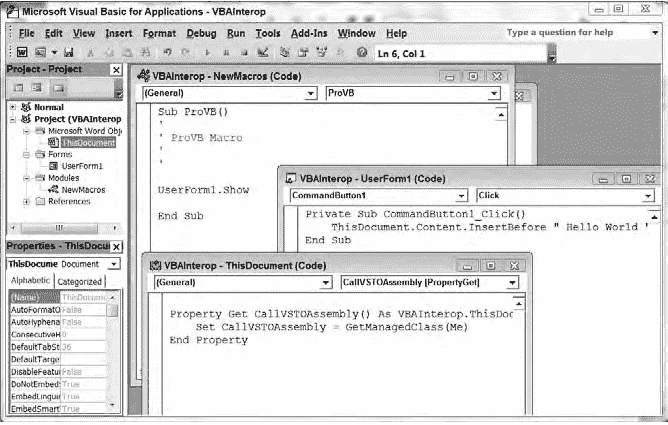 Microsoft Visual Basic for Applications - VBAInterop
File Edit View Insert Format Debug Run Tools Add-Ins Window Help
Type a question for help
Ln 6, Col 1
Project - Project
Normal
Project (VBAInterop
Microsoft Word Obj
ThisDocument
Forms
UserForm1
Modules
NewMacros
References
Properties - ThisDocu
ThisDocume Document
Alphabetic Categorized
(Name) ThisDocume
AutoFormatO False
AutoHyphena False
ConsecutiveH 0
DefaultTabSt 36
DefaultTarge
DisableFeatu False
DoNotEmbed True
EmbedLingui True
EmbedSmart True
VBAInterop - NewMacros (Code)
(General) ProVB
Sub ProVB()
'
' ProVB Macro
'
'
UserForm1.Show
End Sub
VBAInterop - UserForm1 (Code)
CommandButton1 Click
Private Sub CommandButton1_Click()
ThisDocument.Content.InsertBefore " Hello World "
End Sub
VBAInterop - ThisDocument (Code)
(General) CallVSTOAssembly [PropertyGet]
Property Get CallVSTOAssembly() As VBAInterop.ThisDoc
Set CallVSTOAssembly = GetManagedClass(Me)
End Property